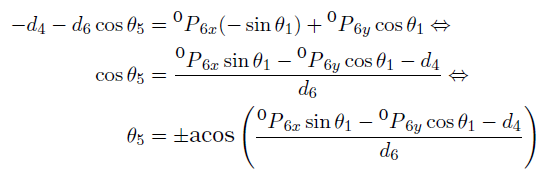 −d₄ − d₆ cos θ₅ = ⁰P₆ₓ(− sin θ₁) + ⁰P₆ᵧ cos θ₁ ⇔
cos θ₅ = (⁰P₆ₓ sin θ₁ − ⁰P₆ᵧ cos θ₁ − d₄) / d₆ ⇔
θ₅ = ±acos ((⁰P₆ₓ sin θ₁ − ⁰P₆ᵧ cos θ₁ − d₄) / d₆)